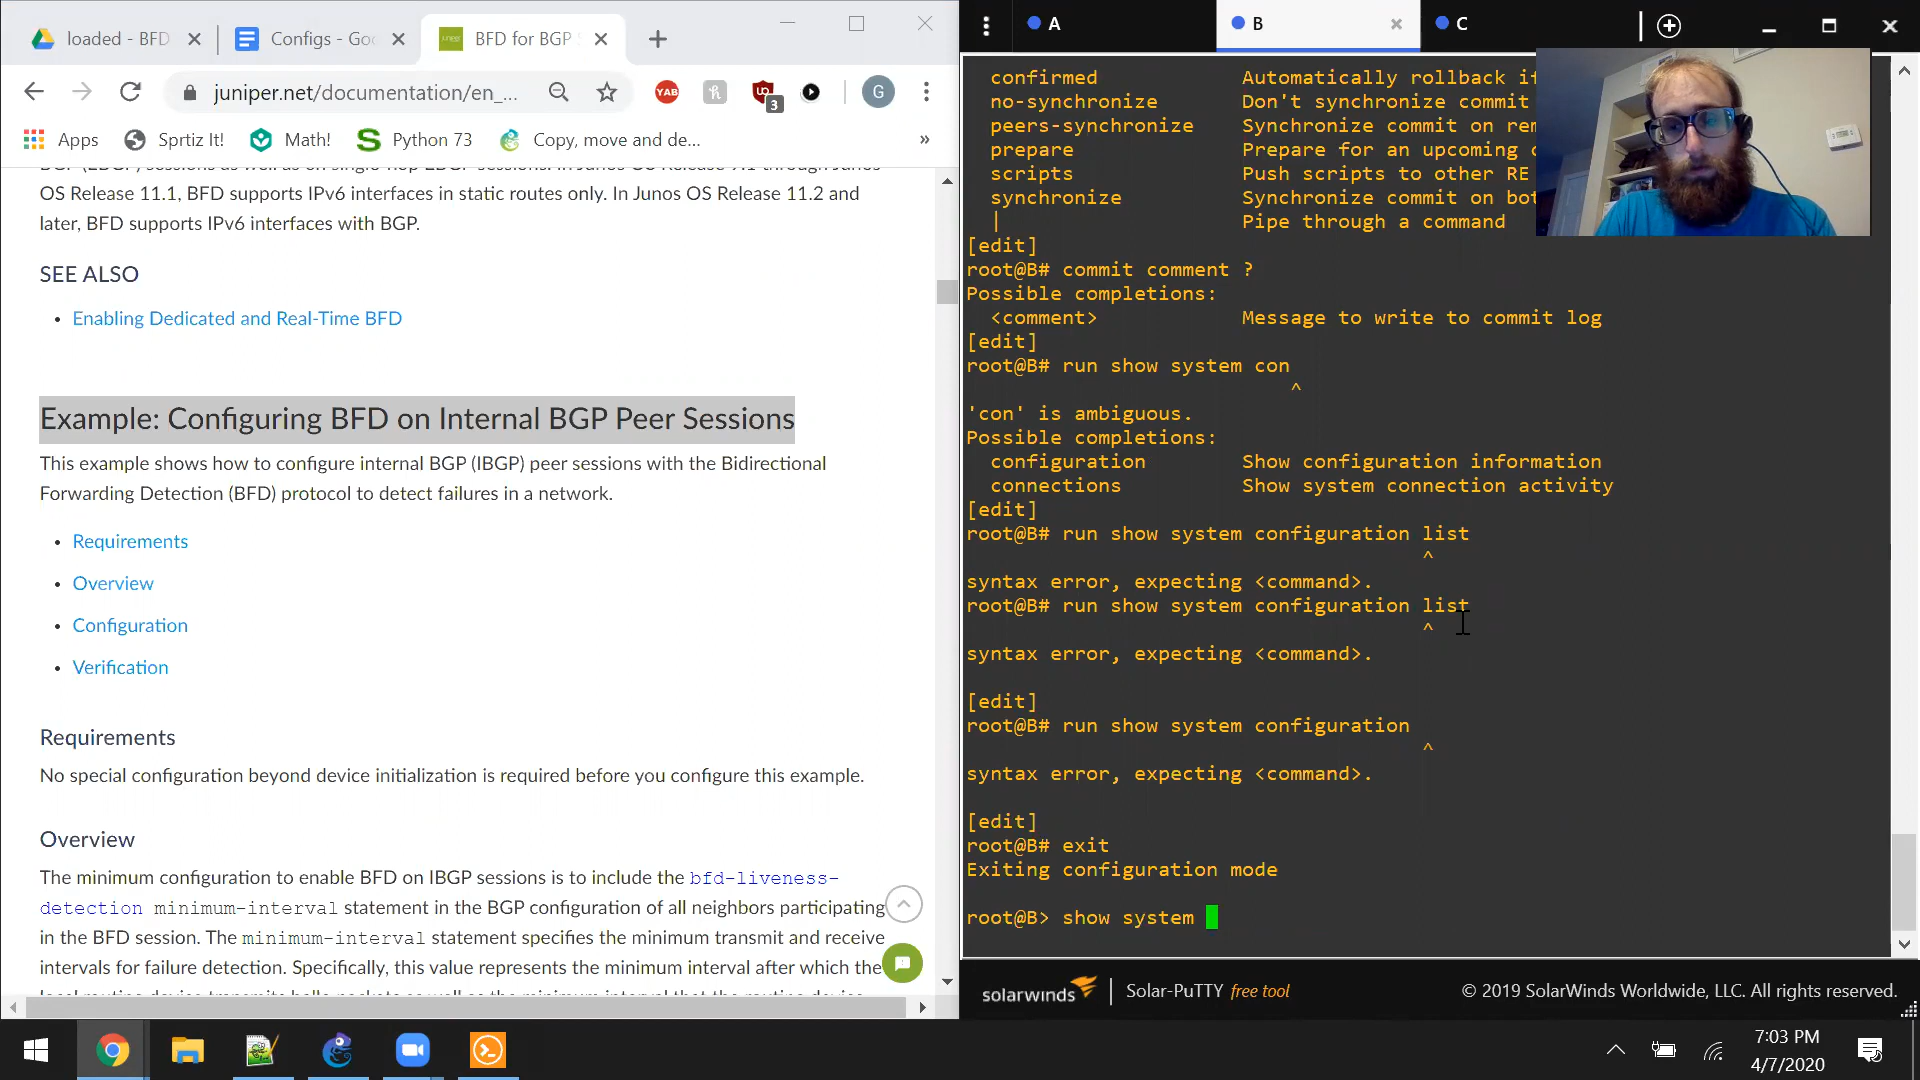 loaded - BFD
Configs - Goo
BFD for BGP S
juniper.net/documentation/en_...
YAB
3
G
Apps
Sprtiz It!
Math!
Python 73
Copy, move and de...
»
OS Release 11.1, BFD supports IPv6 interfaces in static routes only. In Junos OS Release 11.2 and
later, BFD supports IPv6 interfaces with BGP.
SEE ALSO
Enabling Dedicated and Real-Time BFD
Example: Configuring BFD on Internal BGP Peer Sessions
This example shows how to configure internal BGP (IBGP) peer sessions with the Bidirectional
Forwarding Detection (BFD) protocol to detect failures in a network.
Requirements
Overview
Configuration
Verification
Requirements
No special configuration beyond device initialization is required before you configure this example.
Overview
The minimum configuration to enable BFD on IBGP sessions is to include the bfd-liveness-
detection minimum-interval statement in the BGP configuration of all neighbors participating
in the BFD session. The minimum-interval statement specifies the minimum transmit and receive
intervals for failure detection. Specifically, this value represents the minimum interval after which the
A
B
C
confirmed Automatically rollback if
no-synchronize Don't synchronize commit
peers-synchronize Synchronize commit on rem
prepare Prepare for an upcoming c
scripts Push scripts to other RE
synchronize Synchronize commit on bot
| Pipe through a command
[edit]
root@B# commit comment ?
Possible completions:
<comment> Message to write to commit log
[edit]
root@B# run show system con
^
'con' is ambiguous.
Possible completions:
configuration Show configuration information
connections Show system connection activity
[edit]
root@B# run show system configuration list
^
syntax error, expecting <command>.
root@B# run show system configuration list
^
syntax error, expecting <command>.
[edit]
root@B# run show system configuration
^
syntax error, expecting <command>.
[edit]
root@B# exit
Exiting configuration mode
root@B> show system
solarwinds
Solar-PuTTY free tool
© 2019 SolarWinds Worldwide, LLC. All rights reserved.
7:03 PM
4/7/2020